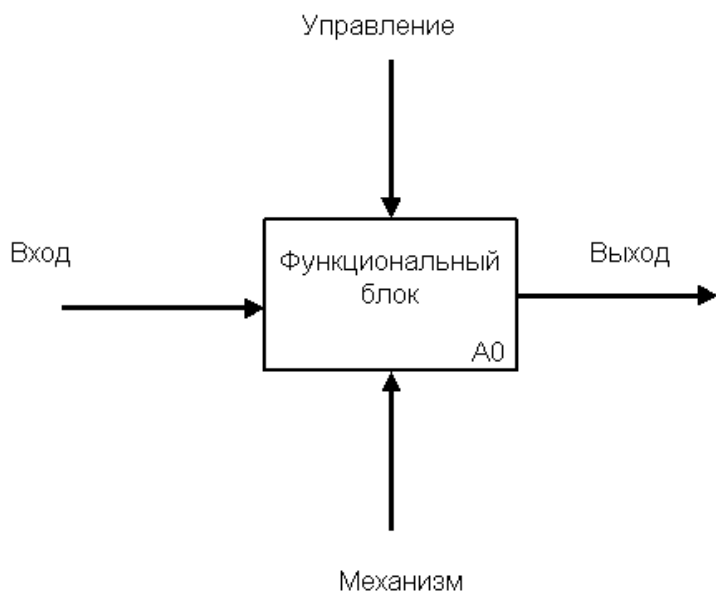 Управление
Вход
Функциональный
блок
Выход
A0
Механизм